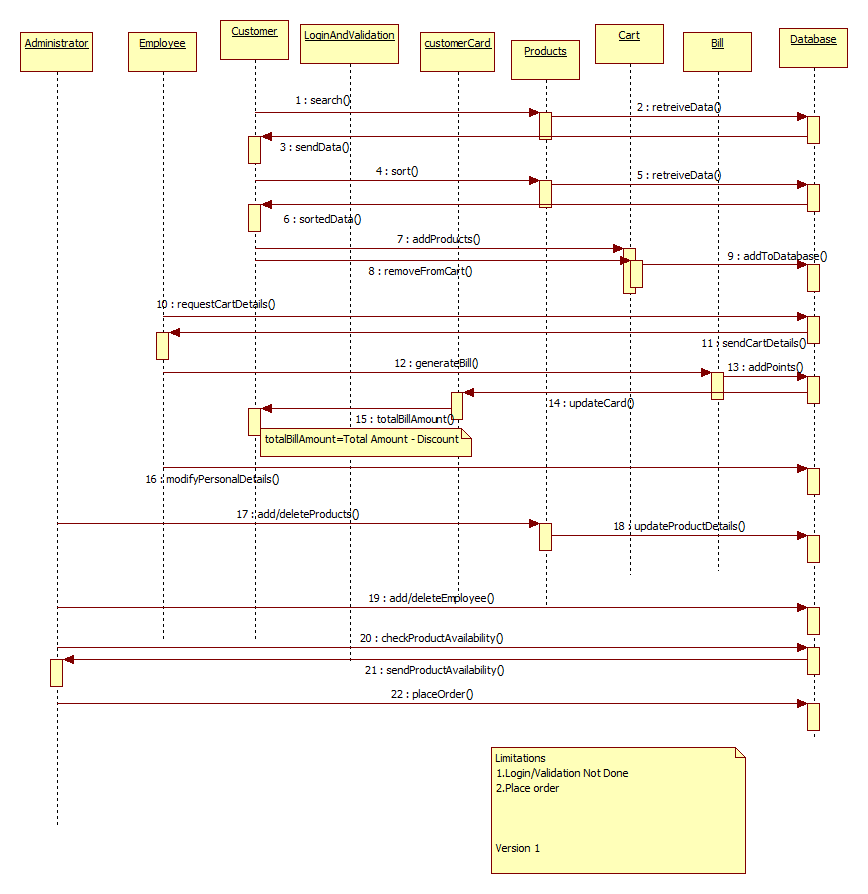 Administrator
Employee
Customer
LoginAndValidation
customerCard
Products
Cart
Bill
Database
1 : search()
2 : retreiveData()
3 : sendData()
4 : sort()
5 : retreiveData()
6 : sortedData()
7 : addProducts()
8 : removeFromCart()
9 : addToDatabase()
10 : requestCartDetails()
11 : sendCartDetails()
12 : generateBill()
13 : addPoints()
14 : updateCard()
15 : totalBillAmount()
totalBillAmount=Total Amount - Discount
16 : modifyPersonalDetails()
17 : add/deleteProducts()
18 : updateProductDetails()
19 : add/deleteEmployee()
20 : checkProductAvailability()
21 : sendProductAvailability()
22 : placeOrder()
Limitations
1.Login/Validation Not Done
2.Place order
Version 1